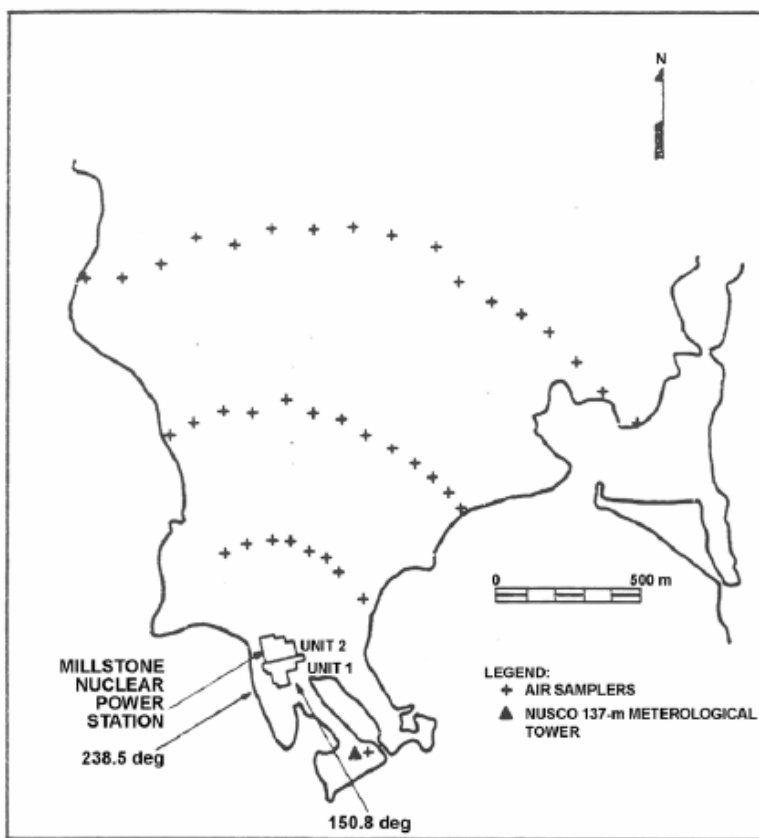 N
0 500 m
UNIT 2
UNIT 1
MILLSTONE
NUCLEAR
POWER
STATION
238.5 deg
150.8 deg
LEGEND:
AIR SAMPLERS
NUSCO 137-m METEROLOGICAL
TOWER